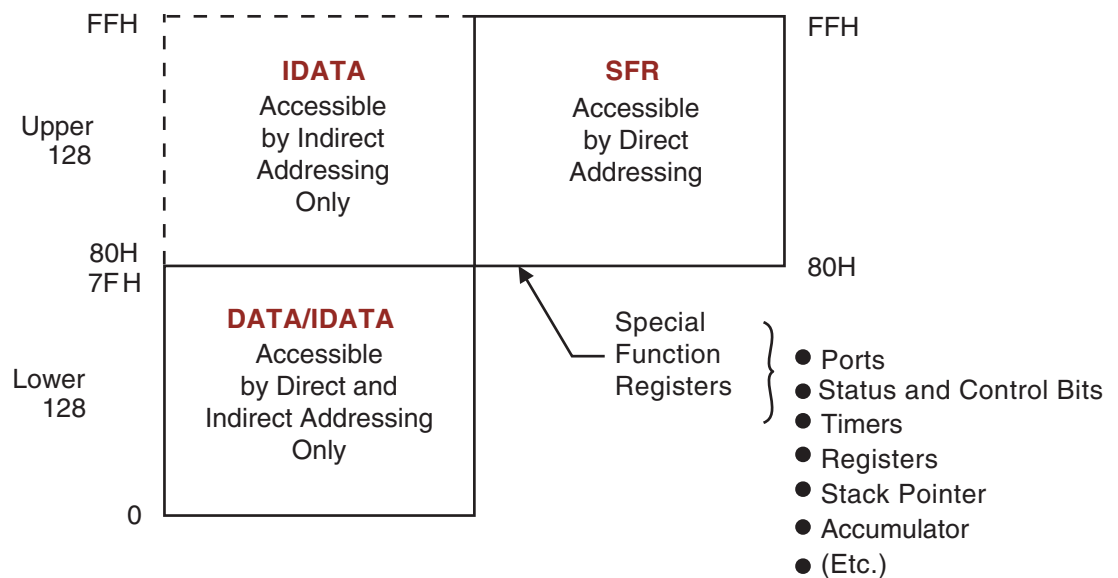 FFH
IDATA
Accessible
by Indirect
Addressing
Only
SFR
Accessible
by Direct
Addressing
FFH
Upper
128
80H
7FH
80H
DATA/IDATA
Accessible
by Direct and
Indirect Addressing
Only
Lower
128
0
Special
Function
Registers
Ports
Status and Control Bits
Timers
Registers
Stack Pointer
Accumulator
(Etc.)